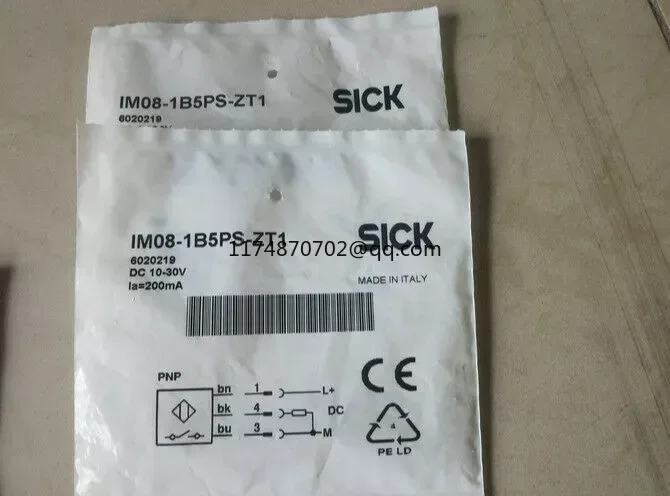 IM08-1B5PS-ZT1
SICK
6020219
IM08-1B5PS-ZT1
SICK
1174870702@qq.com
6020219
DC 10-30V
Ia=200mA
MADE IN ITALY
PNP
bn 1 L+
bk 4 DC
bu 3 M
CE
4
PE LD